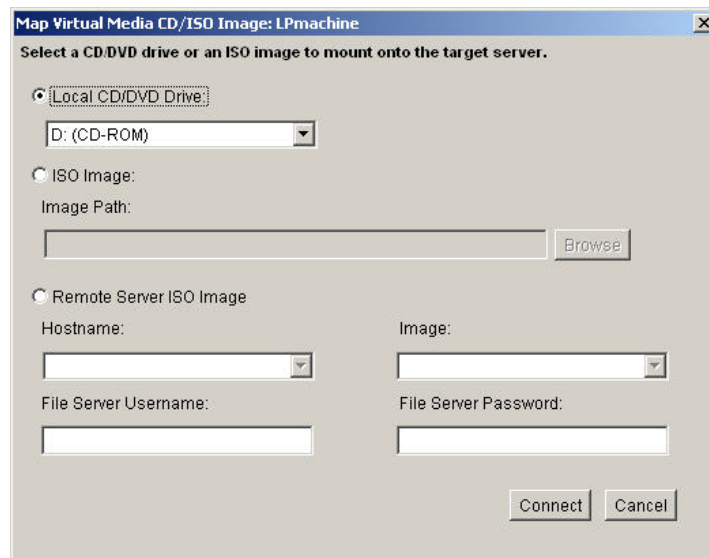 Map Virtual Media CD/ISO Image: LPmachine
Select a CD/DVD drive or an ISO image to mount onto the target server.
Local CD/DVD Drive:
D: (CD-ROM)
ISO Image:
Image Path:
Browse
Remote Server ISO Image
Hostname: Image:
File Server Username: File Server Password:
Connect Cancel